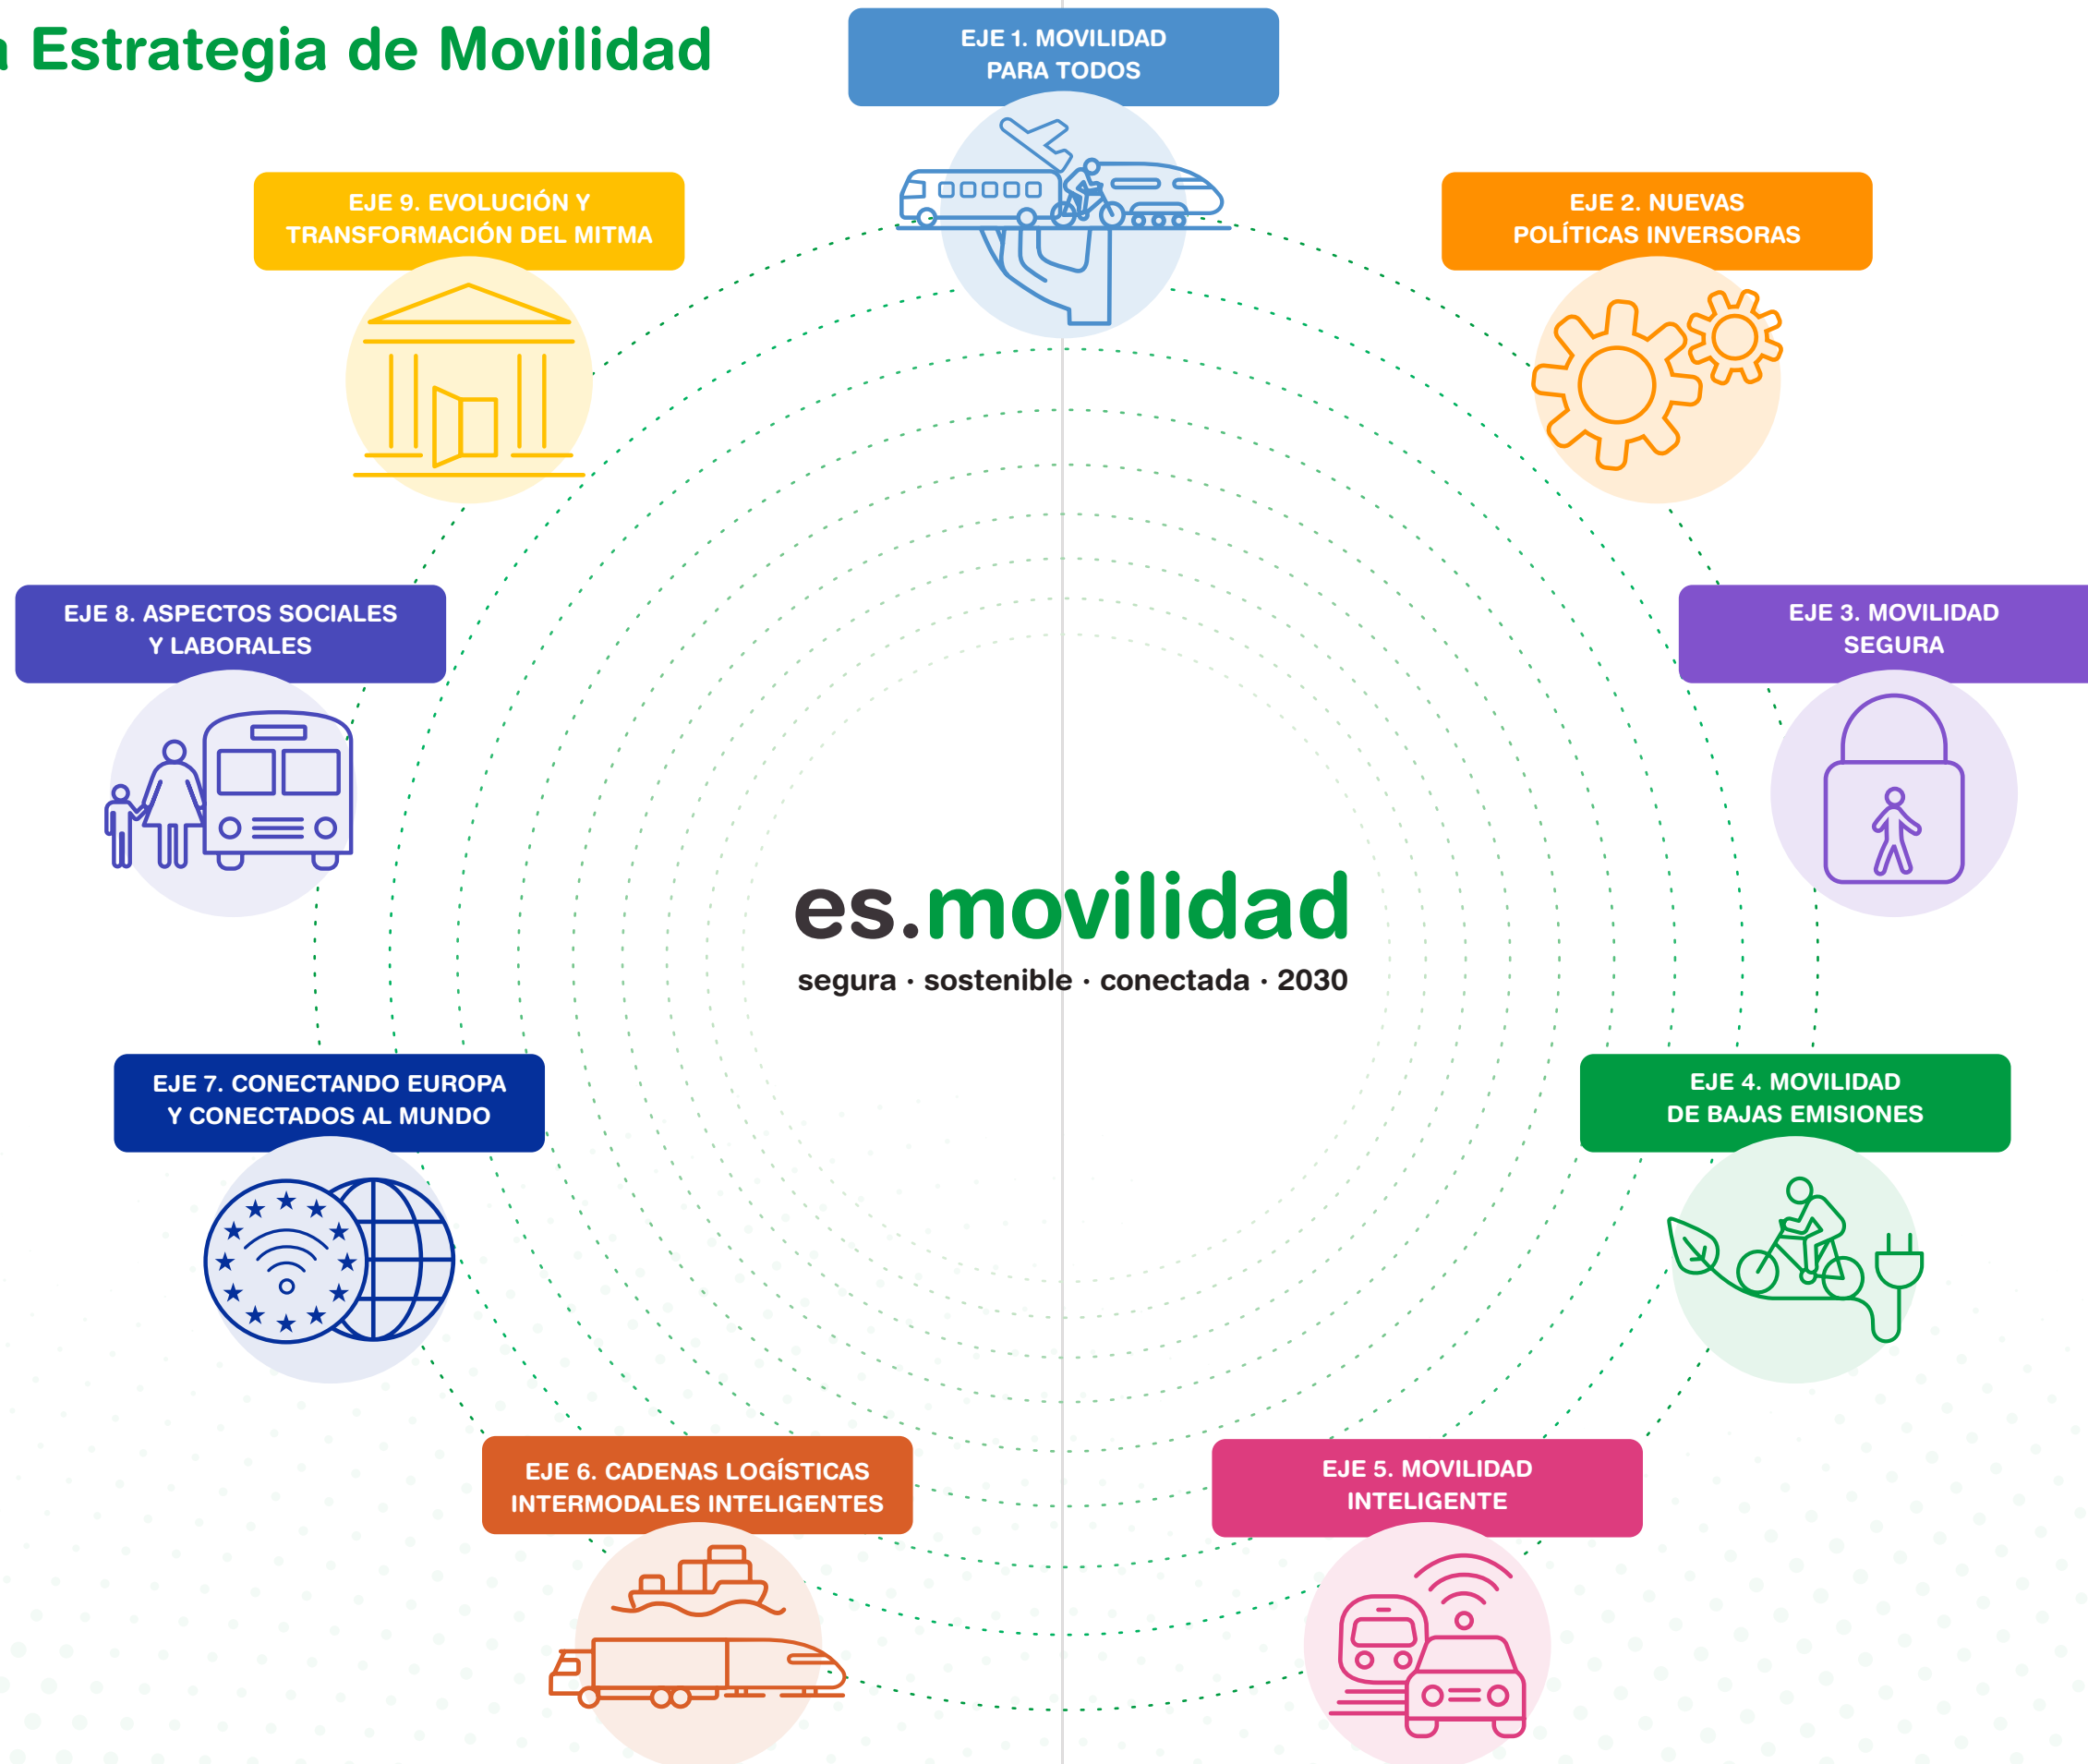 Estrategia de Movilidad
EJE 1. MOVILIDAD
PARA TODOS
EJE 2. NUEVAS
POLÍTICAS INVERSORAS
EJE 3. MOVILIDAD
SEGURA
EJE 4. MOVILIDAD
DE BAJAS EMISIONES
EJE 5. MOVILIDAD
INTELIGENTE
EJE 6. CADENAS LOGÍSTICAS
INTERMODALES INTELIGENTES
EJE 7. CONECTANDO EUROPA
Y CONECTADOS AL MUNDO
EJE 8. ASPECTOS SOCIALES
Y LABORALES
EJE 9. EVOLUCIÓN Y
TRANSFORMACIÓN DEL MITMA
es.movilidad
segura · sostenible · conectada · 2030